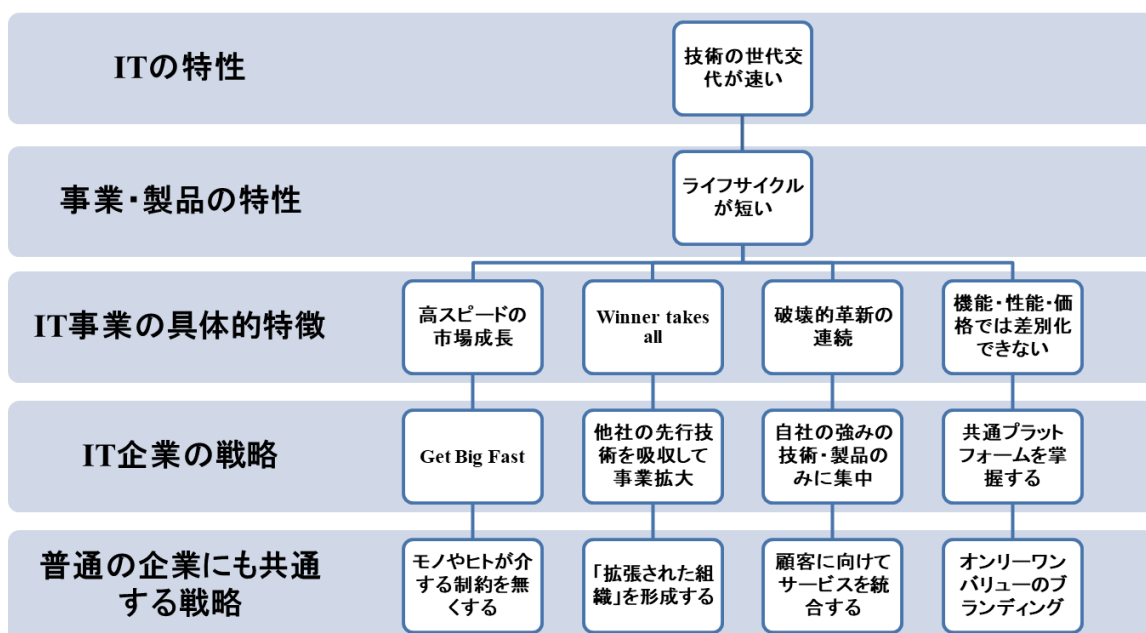 ITの特性
技術の世代交
代が速い
事業・製品の特性
ライフサイクル
が短い
IT事業の具体的特徴
高スピードの
市場成長
Winner takes
all
破壊的革新の
連続
機能・性能・価
格では差別化
できない
IT企業の戦略
Get Big Fast
他社の先行技
術を吸収して
事業拡大
自社の強みの
技術・製品の
みに集中
共通プラット
フォームを掌
握する
普通の企業にも共通
する戦略
モノやヒトが介
する制約を無
くする
「拡張された組
織」を形成する
顧客に向けて
サービスを統
合する
オンリーワン
バリューのブ
ランディング